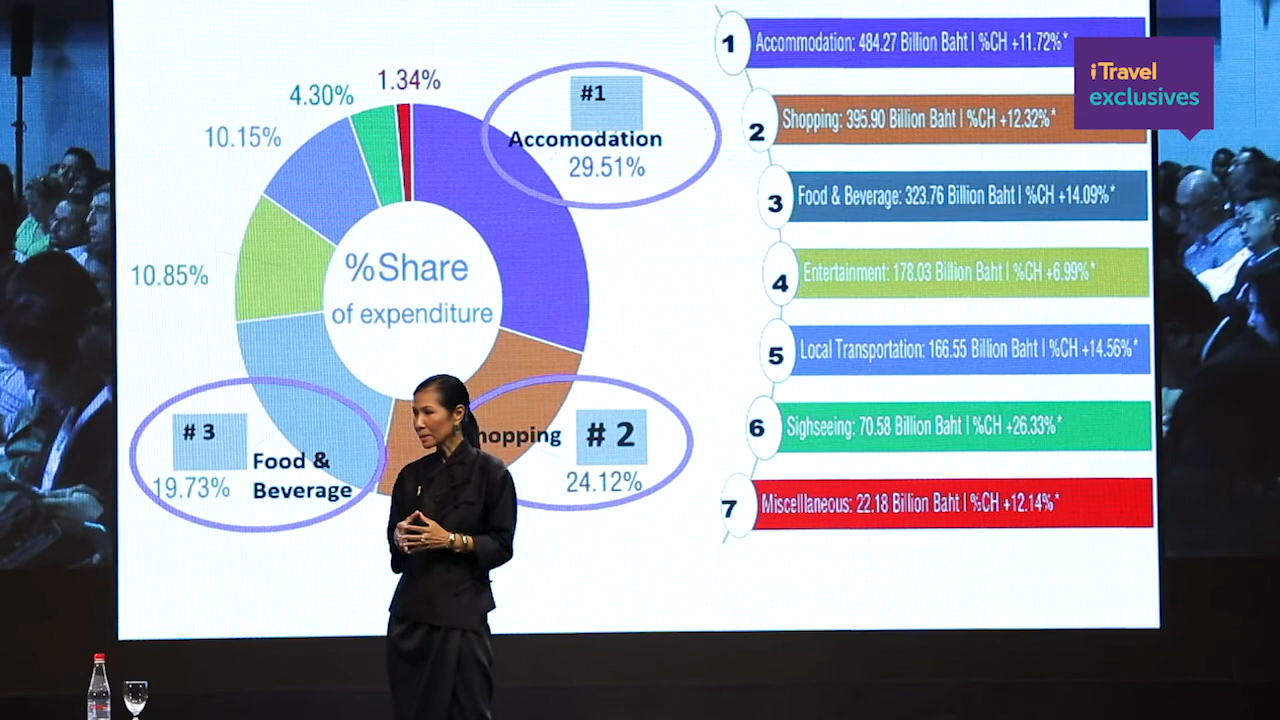 1.34%
4.30%
10.15%
10.85%
#1
Accomodation
29.51%
%Share
of expenditure
# 3
Food &
19.73%
Beverage
hopping
# 2
24.12%
1
Accommodation: 484.27 Billion Baht | %CH +11.72%*
2
Shopping: 395.90 Billion Baht | %CH +12.32%*
3
Food & Beverage: 323.76 Billion Baht | %CH +14.09%*
4
Entertainment: 178.03 Billion Baht | %CH +6.99%*
5
Local Transportation: 166.55 Billion Baht | %CH +14.56%*
6
Sighseeing: 70.58 Billion Baht | %CH +26.33%*
7
Miscellaneous: 22.18 Billion Baht | %CH +12.14%*
iTravel
exclusives